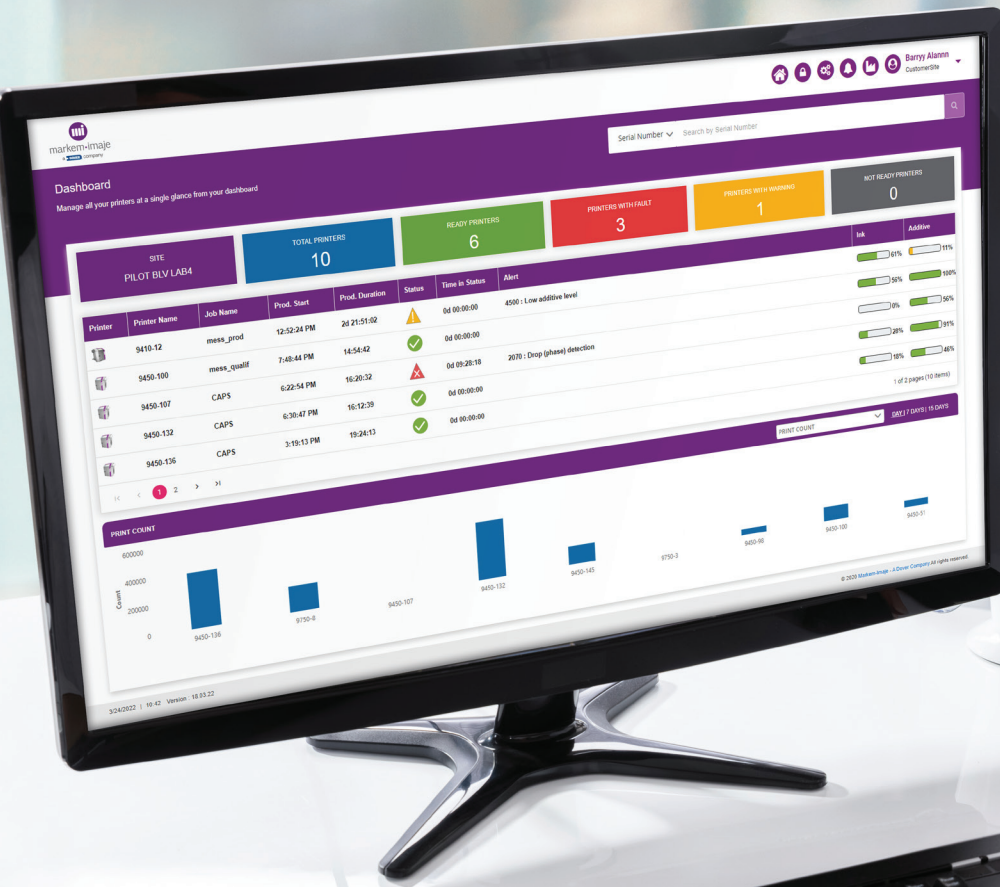 mi
markem-imaje
a DOVER company
Barryy Alannn
CustomerSite
Serial Number Search by Serial Number
Dashboard
Manage all your printers at a single glance from your dashboard
SITE
PILOT BLV LAB4
TOTAL PRINTERS
10
READY PRINTERS
6
PRINTERS WITH FAULT
3
PRINTERS WITH WARNING
1
NOT READY PRINTERS
0
Printer Printer Name Job Name Prod. Start Prod. Duration Status Time in Status Alert Ink Additive
9410-12 mess_prod 12:52:24 PM 2d 21:51:02 0d 00:00:00 4500 : Low additive level 61% 11%
9450-100 mess_qualif 7:48:44 PM 14:54:42 0d 00:00:00 56% 100%
9450-107 CAPS 6:22:54 PM 16:20:32 0d 09:28:18 2070 : Drop (phase) detection 0% 56%
9450-132 CAPS 6:30:47 PM 16:12:39 0d 00:00:00 28% 91%
9450-136 CAPS 3:19:13 PM 19:24:13 0d 00:00:00 18% 46%
1 2
1 of 2 pages (10 items)
PRINT COUNT
PRINT COUNT
DAY | 7 DAYS | 15 DAYS
Count
600000
400000
200000
0
9450-136 9750-8 9450-107 9450-132 9450-145 9750-3 9450-98 9450-100 9450-51
© 2020 Markem-Imaje - A Dover Company All rights reserved.
3/24/2022 | 10:42 Version : 18.03.22